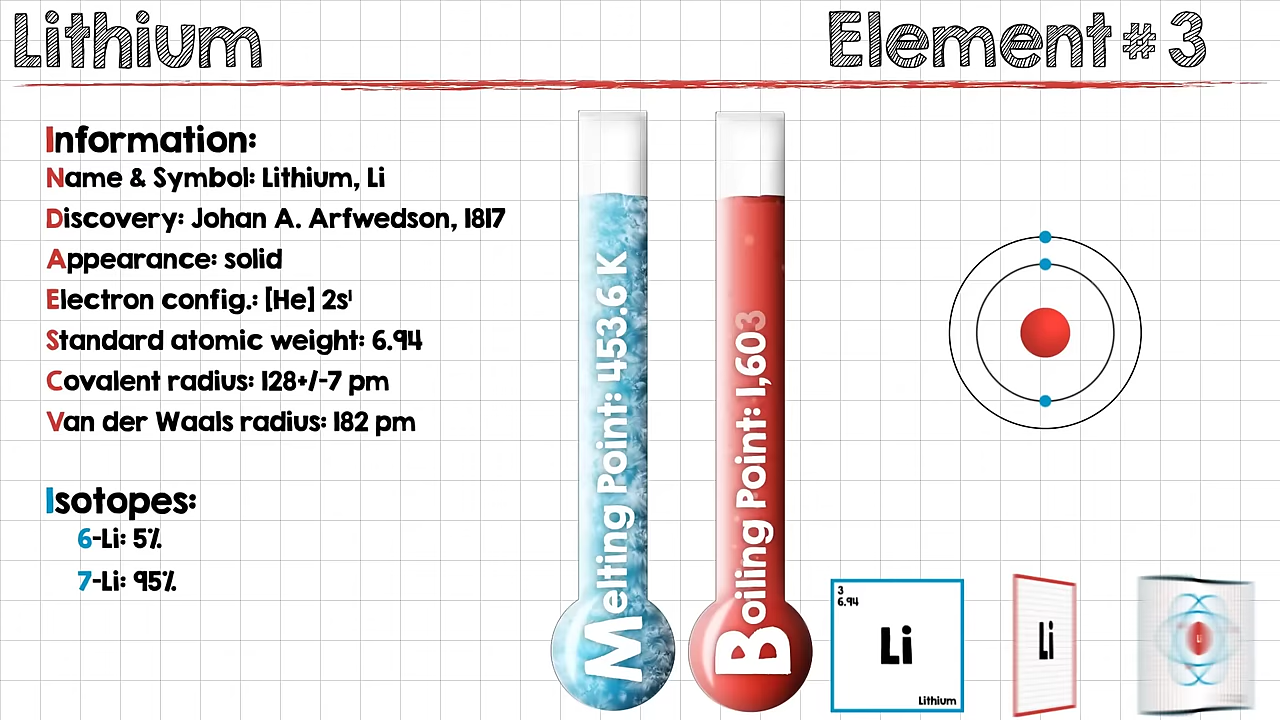 Lithium
Element #3
Information:
Name & Symbol: Lithium, Li
Discovery: Johan A. Arfwedson, 1817
Appearance: solid
Electron config.: [He] 2s¹
Standard atomic weight: 6.94
Covalent radius: 128+/-7 pm
Van der Waals radius: 182 pm
Isotopes:
6-Li: 5%
7-Li: 95%
Melting Point: 453.6 K
Boiling Point: 1,603
3
6.94
Li
Lithium
Li
Li